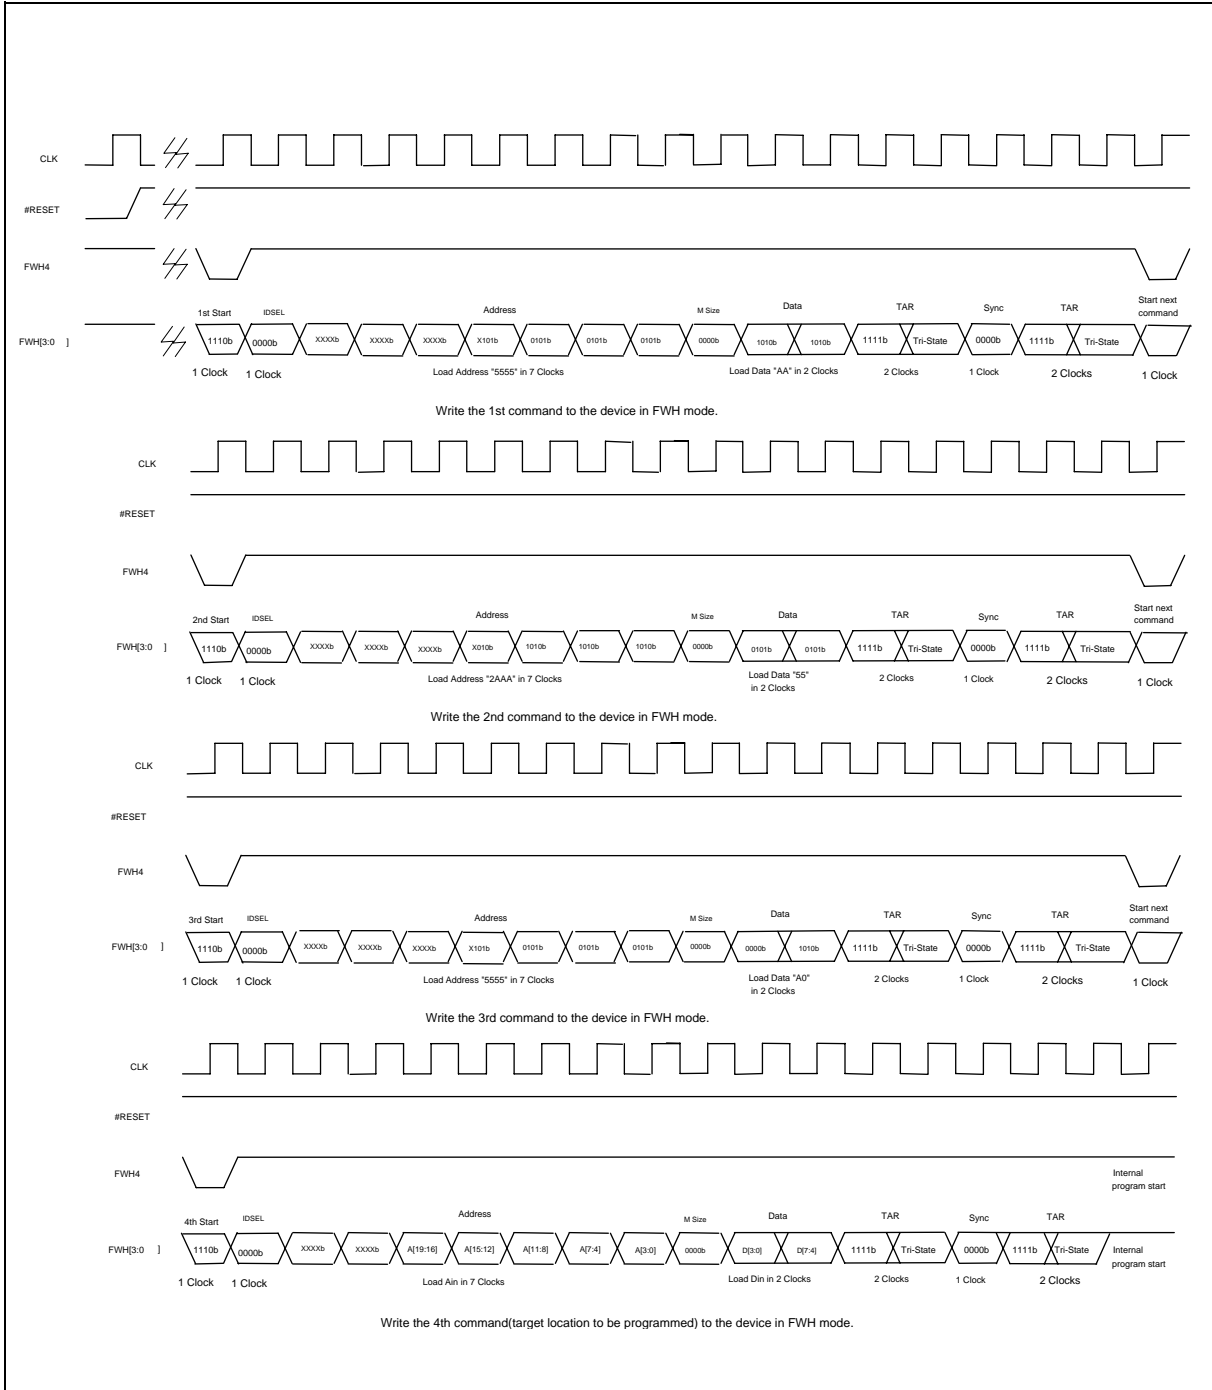 CLK
#RESET
FWH4
1st Start IDSEL Address M Size Data TAR Sync TAR Start next command
FWH[3:0 ] 1110b 0000b XXXXb XXXXb XXXXb X101b 0101b 0101b 0101b 0000b 1010b 1010b 1111b Tri-State 0000b 1111b Tri-State
1 Clock 1 Clock Load Address "5555" in 7 Clocks Load Data "AA" in 2 Clocks 2 Clocks 1 Clock 2 Clocks 1 Clock
Write the 1st command to the device in FWH mode.
CLK
#RESET
FWH4
2nd Start IDSEL Address M Size Data TAR Sync TAR Start next command
FWH[3:0 ] 1110b 0000b XXXXb XXXXb XXXXb X010b 1010b 1010b 1010b 0000b 0101b 0101b 1111b Tri-State 0000b 1111b Tri-State
1 Clock 1 Clock Load Address "2AAA" in 7 Clocks Load Data "55" in 2 Clocks 2 Clocks 1 Clock 2 Clocks 1 Clock
Write the 2nd command to the device in FWH mode.
CLK
#RESET
FWH4
3rd Start IDSEL Address M Size Data TAR Sync TAR Start next command
FWH[3:0 ] 1110b 0000b XXXXb XXXXb XXXXb X101b 0101b 0101b 0101b 0000b 0000b 1010b 1111b Tri-State 0000b 1111b Tri-State
1 Clock 1 Clock Load Address "5555" in 7 Clocks Load Data "A0" in 2 Clocks 2 Clocks 1 Clock 2 Clocks 1 Clock
Write the 3rd command to the device in FWH mode.
CLK
#RESET
FWH4 Internal program start
4th Start IDSEL Address M Size Data TAR Sync TAR
FWH[3:0 ] 1110b 0000b XXXXb XXXXb A[19:16] A[15:12] A[11:8] A[7:4] A[3:0] 0000b D[3:0] D[7:4] 1111b Tri-State 0000b 1111b Tri-State Internal program start
1 Clock 1 Clock Load Ain in 7 Clocks Load Din in 2 Clocks 2 Clocks 1 Clock 2 Clocks
Write the 4th command(target location to be programmed) to the device in FWH mode.